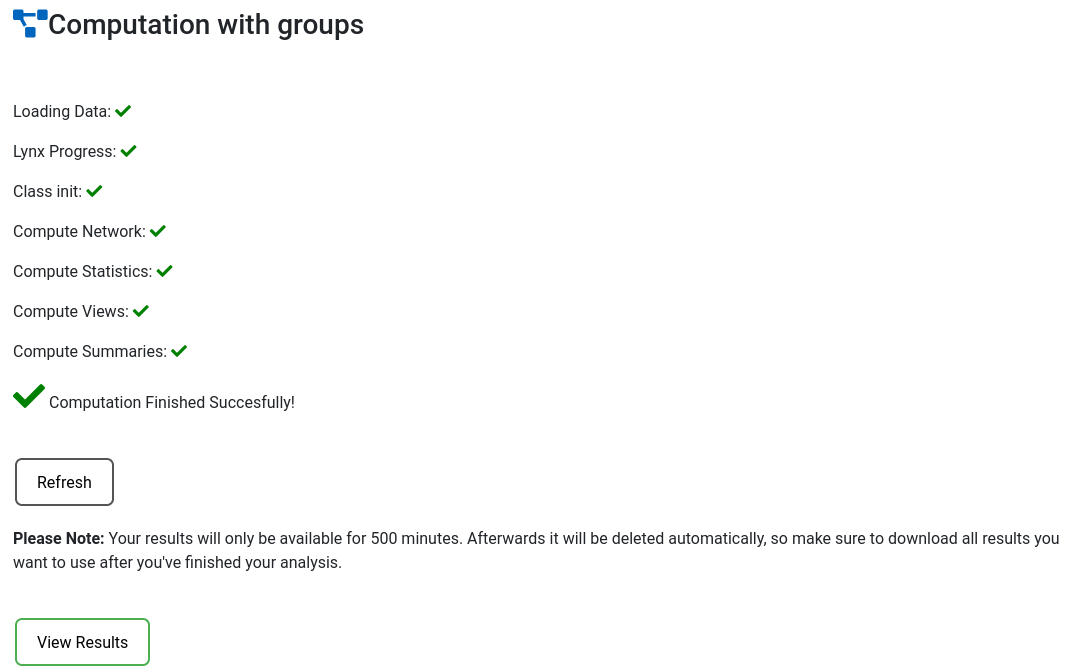 Computation with groups
Loading Data:
Lynx Progress:
Class init:
Compute Network:
Compute Statistics:
Compute Views:
Compute Summaries:
Computation Finished Succesfully!
Refresh
Please Note: Your results will only be available for 500 minutes. Afterwards it will be deleted automatically, so make sure to download all results you
want to use after you've finished your analysis.
View Results